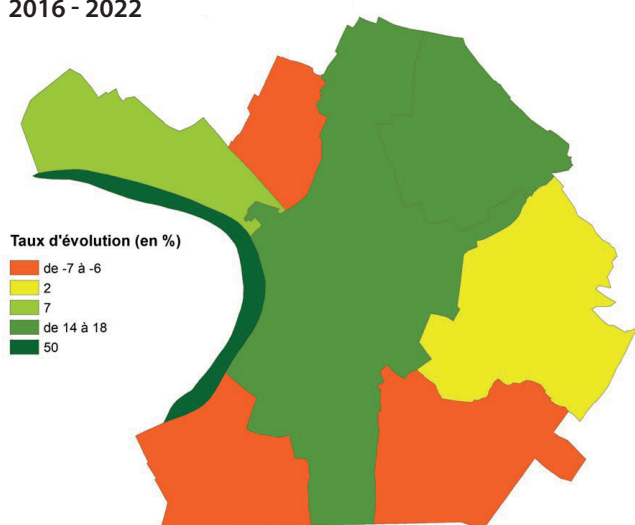 2016 - 2022
Taux d'évolution (en %)
de -7 à -6
2
7
de 14 à 18
50